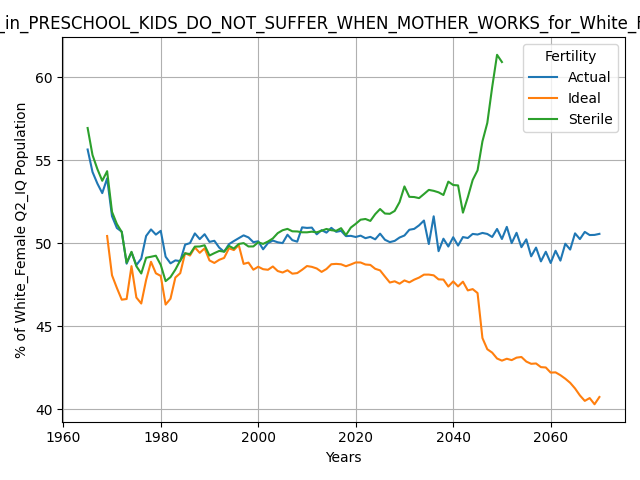 _in_PRESCHOOL_KIDS_DO_NOT_SUFFER_WHEN_MOTHER_WORKS_for_White_
Fertility
Actual
Ideal
Sterile
% of White_Female Q2_IQ Population
60
55
50
45
40
1960
1980
2000
2020
2040
2060
Years